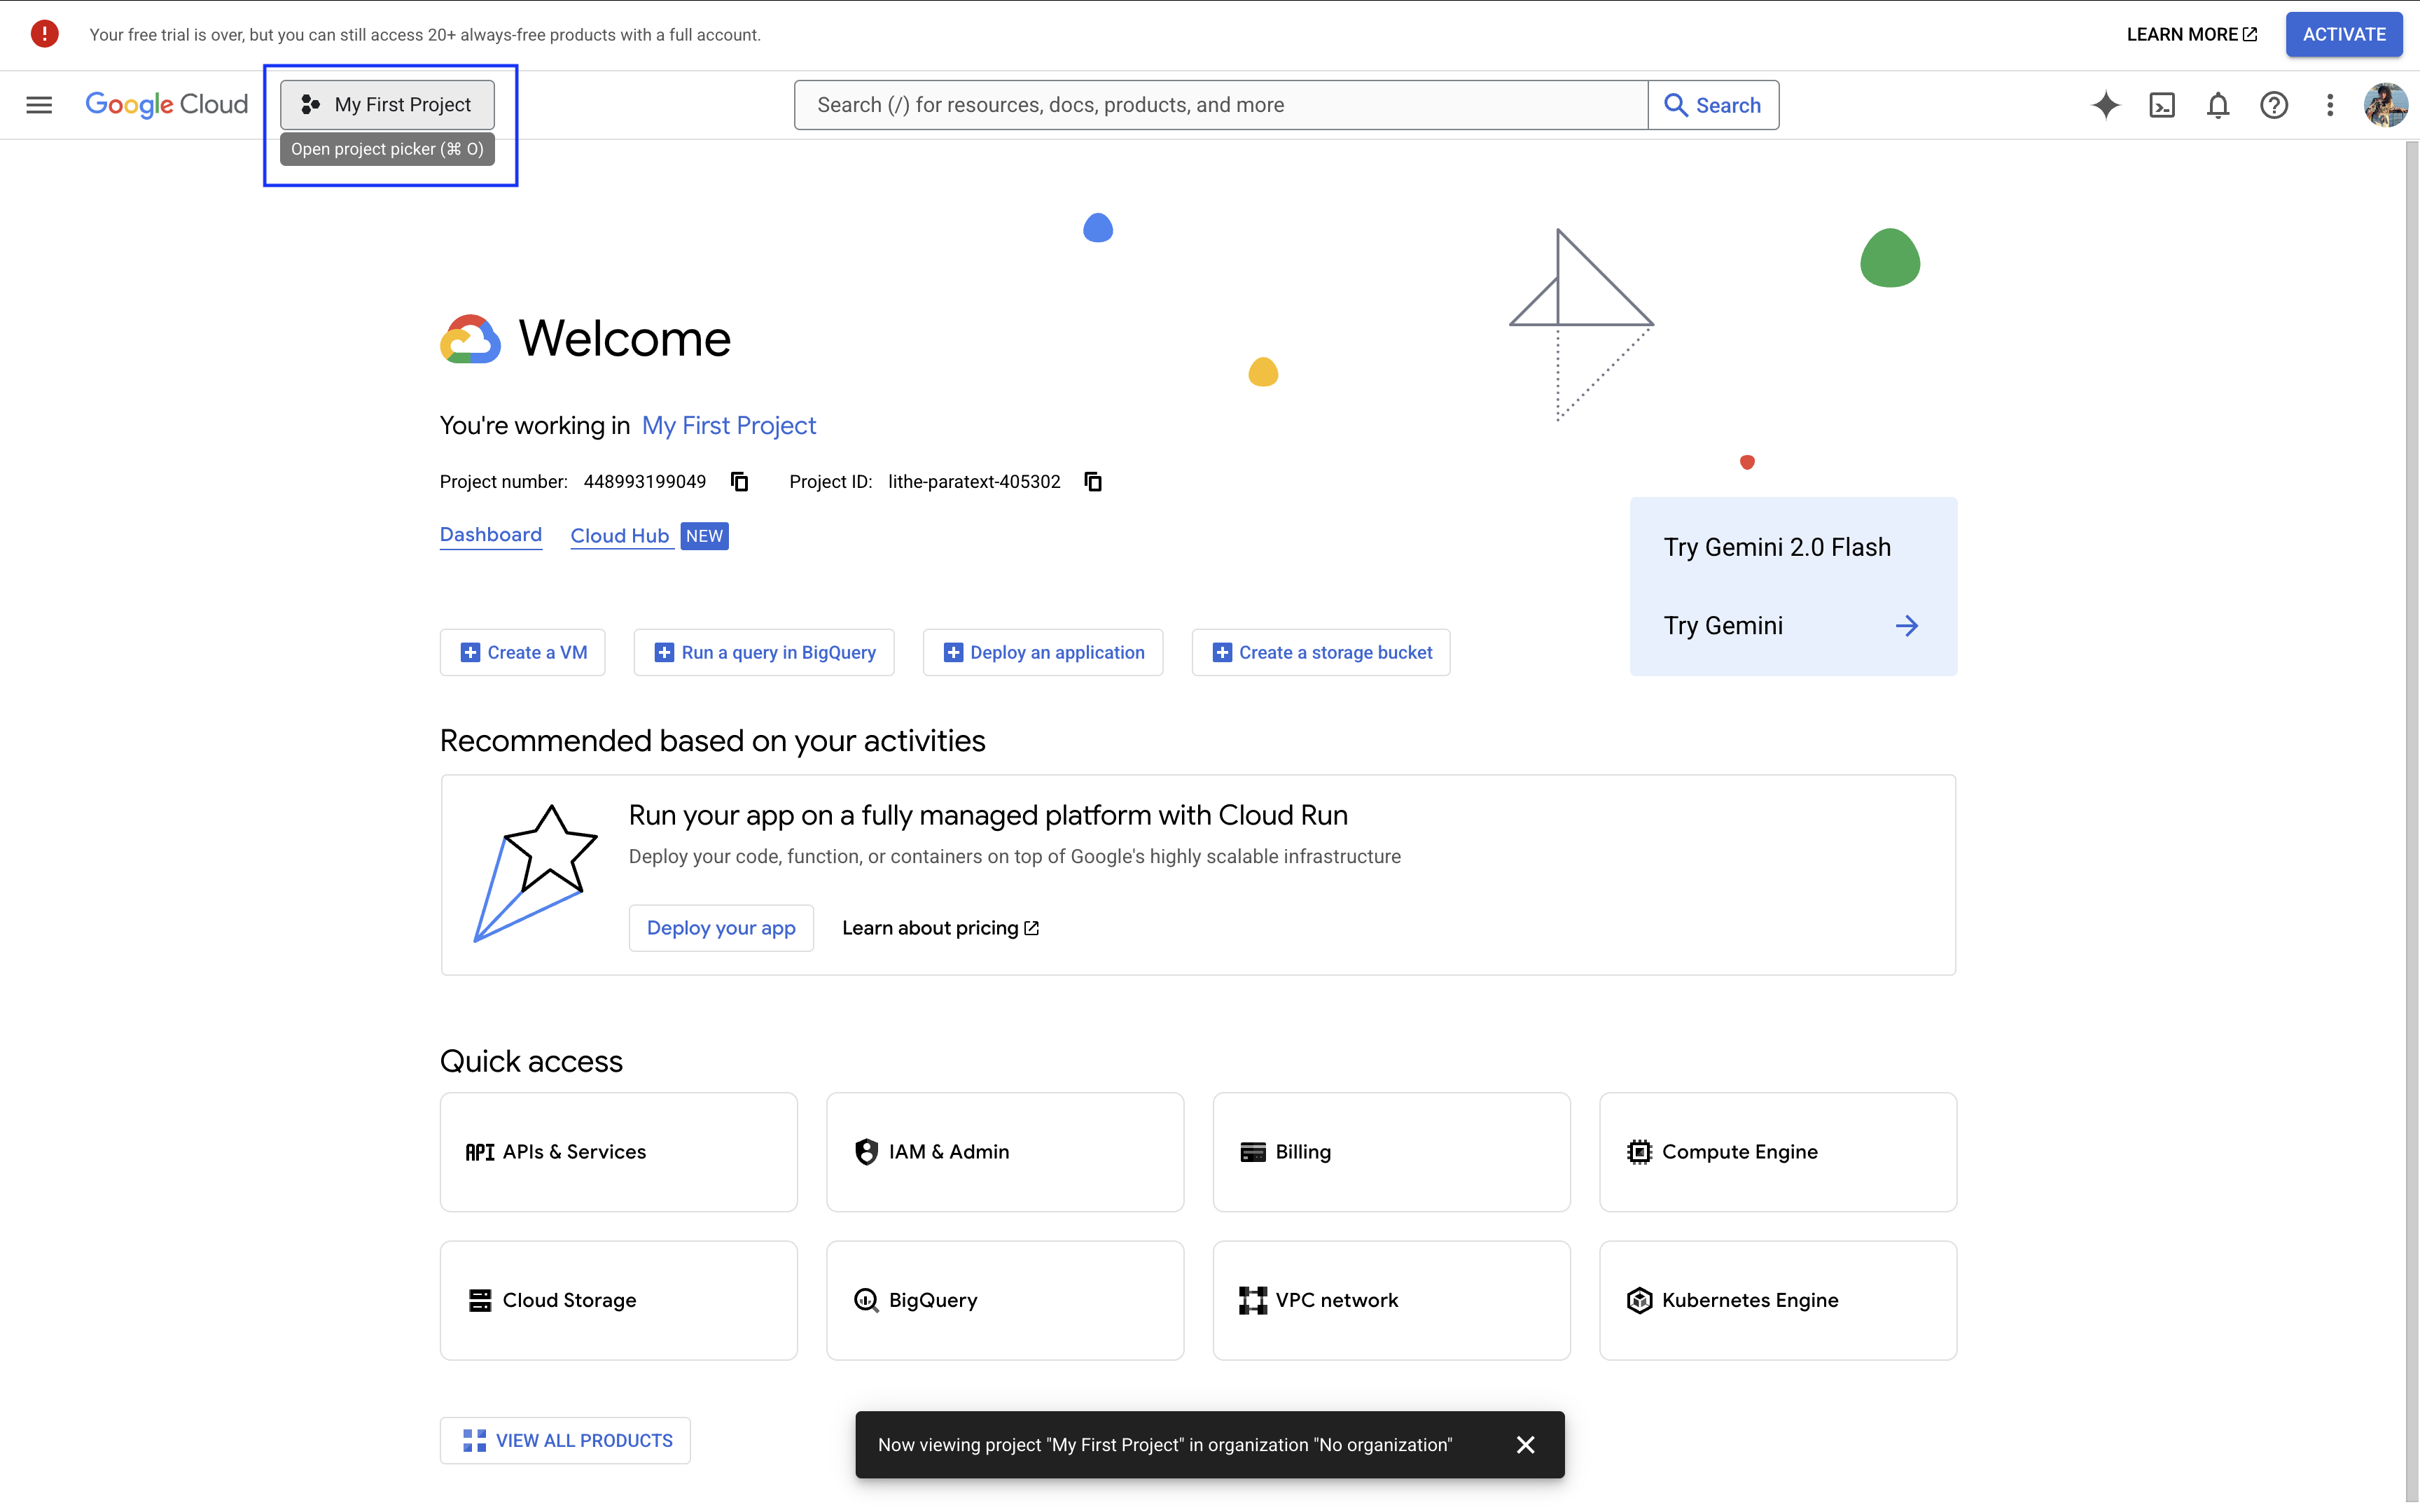 Your free trial is over, but you can still access 20+ always-free products with a full account.
LEARN MORE
ACTIVATE
Google Cloud
My First Project
Search (/) for resources, docs, products, and more
Search
Open project picker (⌘ O)
Welcome
You're working in My First Project
Project number: 448993199049 Project ID: lithe-paratext-405302
Dashboard
Cloud Hub NEW
Try Gemini 2.0 Flash
Try Gemini
Create a VM
Run a query in BigQuery
Deploy an application
Create a storage bucket
Recommended based on your activities
Run your app on a fully managed platform with Cloud Run
Deploy your code, function, or containers on top of Google's highly scalable infrastructure
Deploy your app
Learn about pricing
Quick access
API APIs & Services
IAM & Admin
Billing
Compute Engine
Cloud Storage
BigQuery
VPC network
Kubernetes Engine
VIEW ALL PRODUCTS
Now viewing project "My First Project" in organization "No organization"